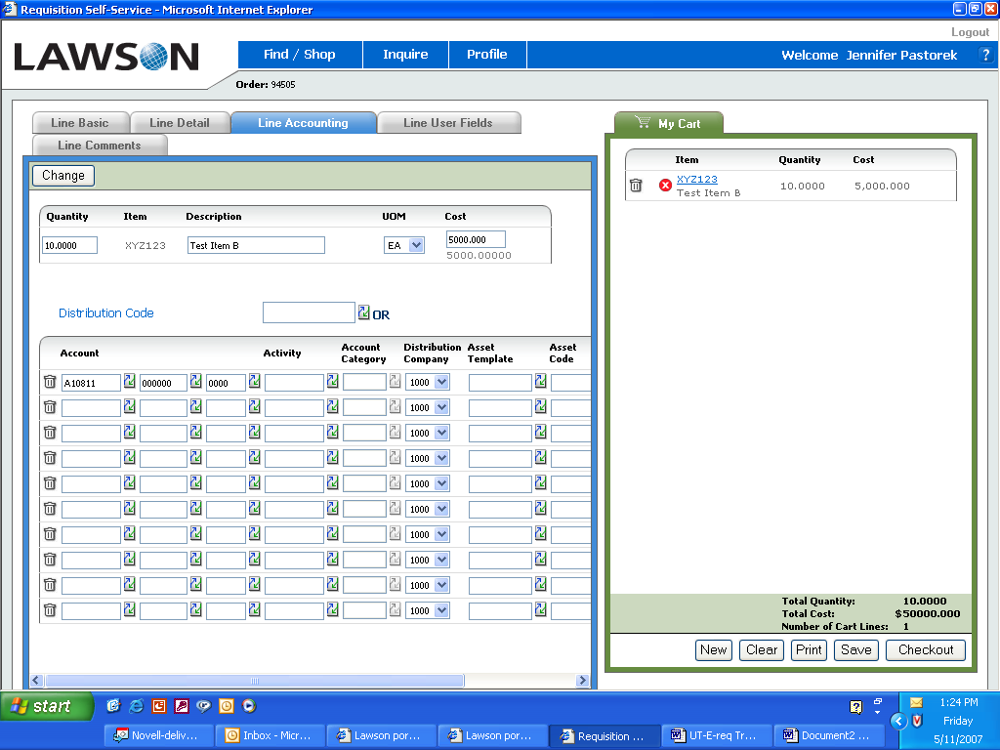 Requisition Self-Service - Microsoft Internet Explorer
Logout
LAWSON
Find / Shop Inquire Profile
Welcome Jennifer Pastorek ?
Order: 94505
Line Basic Line Detail Line Accounting Line User Fields
Line Comments
My Cart
Change
Item Quantity Cost
XYZ123 10.0000 5,000.000
Test Item B
Quantity Item Description UOM Cost
10.0000 XYZ123 Test Item B EA 5000.000
5000.00000
Distribution Code OR
Account Activity Account Category Distribution Company Asset Template Asset Code
A10811 000000 0000 1000
1000
1000
1000
1000
1000
1000
1000
1000
1000
Total Quantity: 10.0000
Total Cost: $50000.000
Number of Cart Lines: 1
New Clear Print Save Checkout
start
1:24 PM
Friday
5/11/2007
Novell-deliv... Inbox - Micr... Lawson por... Lawson por... Requisition ... UT-E-req Tr... Document2 ...